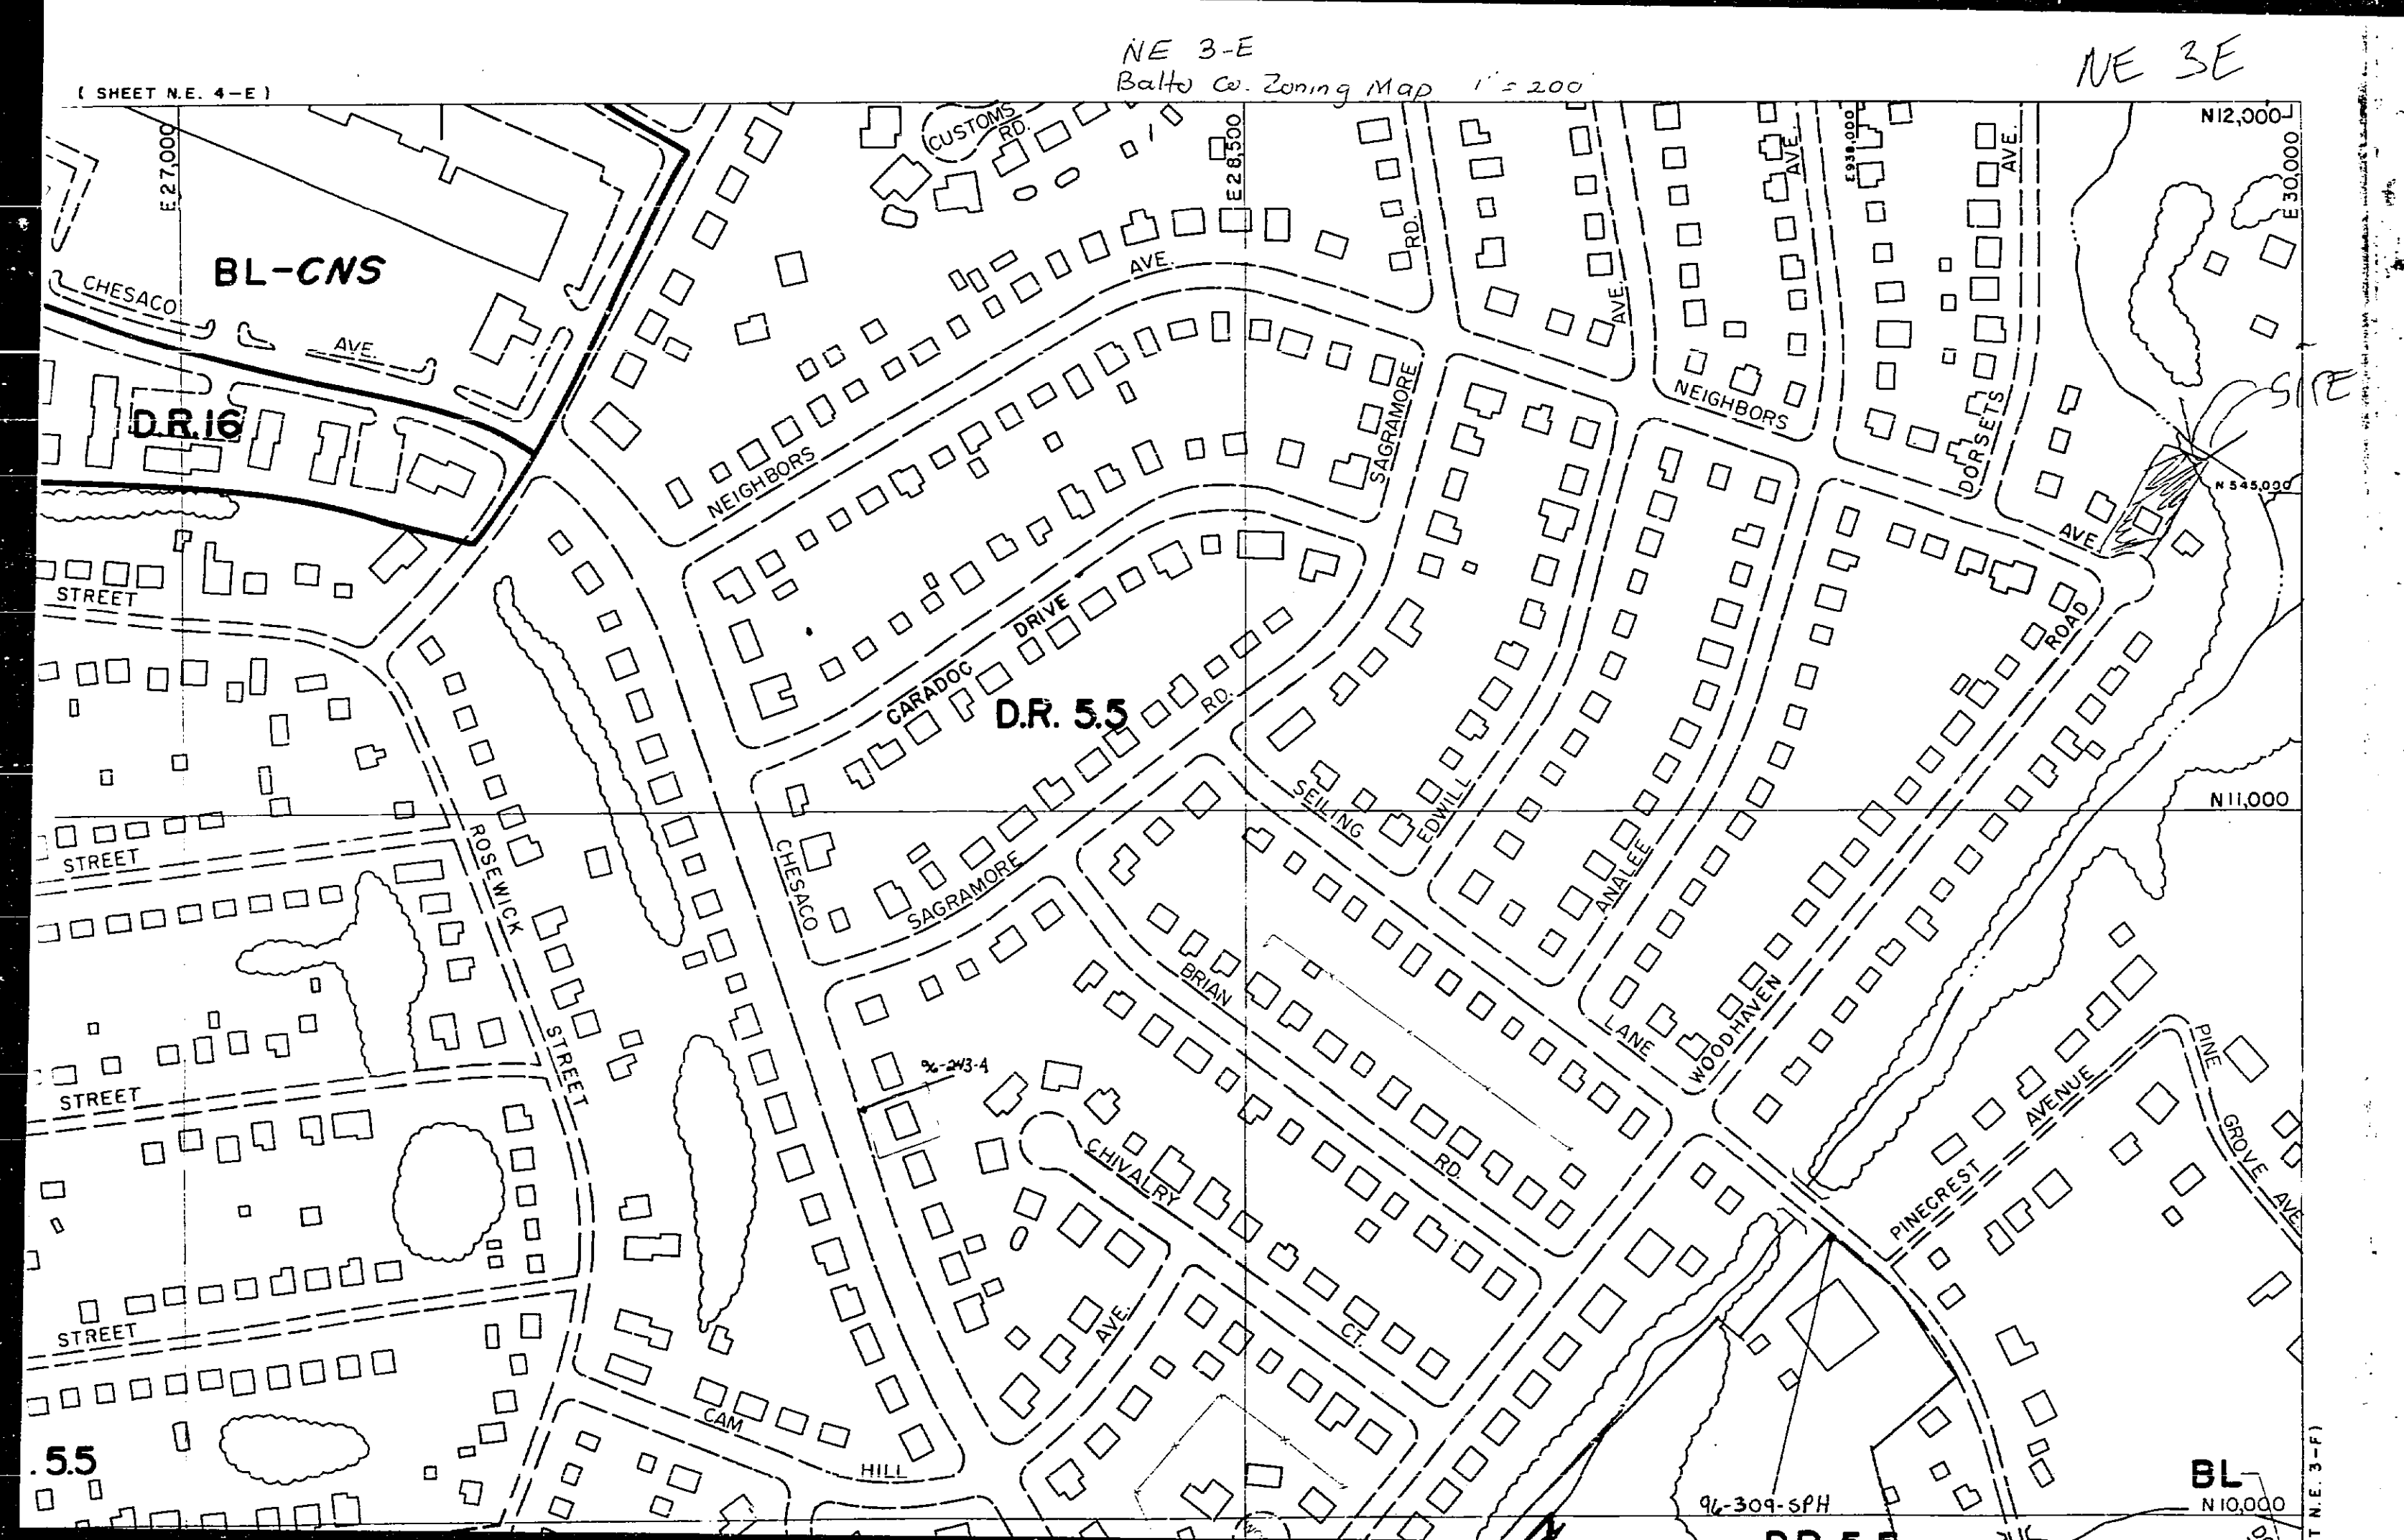 NE 3-E
Balto Co. Zoning Map 1" = 200'
NE 3E
( SHEET N.E. 4-E )
N12,000
E 27,000
E 28,500
E 938,000
E 30,000
CUSTOMS
RD.
AVE.
RD.
AVE.
AVE.
AVE.
BL-CNS
CHESACO
AVE.
D.R.16
NEIGHBORS
SAGRAMORE
NEIGHBORS
DORSETS
SITE
N 545,000
AVE.
STREET
CARADOC
DRIVE
ROAD
D.R. 5.5
RD.
SEILING
EDWILL
N11,000
STREET
ROSEWICK
CHESACO
SAGRAMORE
ANALEE
BRIAN
LANE
WOODHAVEN
STREET
STREET
96-243-A
CHIVALRY
RD.
PINECREST
AVENUE
PINE
GROVE
AVE.
STREET
AVE.
CT.
CAM
HILL
. 5.5
96-309-SPH
BL
N 10,000
T N.E. 3-F)